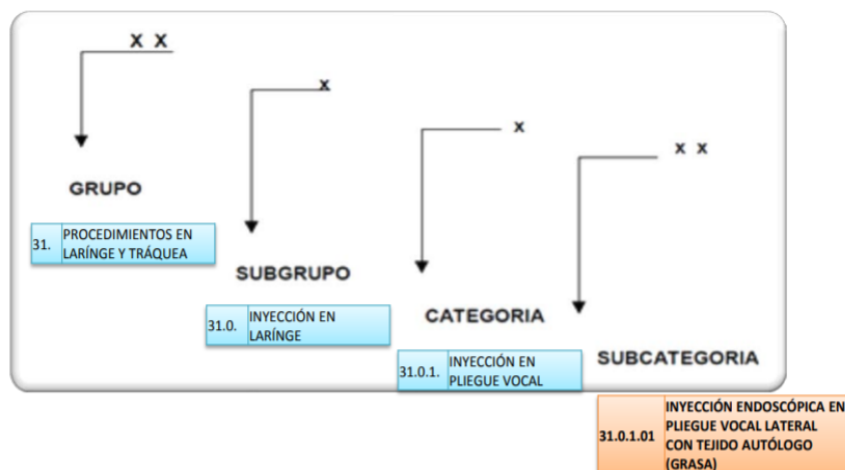 X X
GRUPO
31. PROCEDIMIENTOS EN
LARÍNGE Y TRÁQUEA
X
SUBGRUPO
31.0. INYECCIÓN EN
LARÍNGE
X
CATEGORIA
31.0.1. INYECCIÓN EN
PLIEGUE VOCAL
X X
SUBCATEGORIA
31.0.1.01 INYECCIÓN ENDOSCÓPICA EN
PLIEGUE VOCAL LATERAL
CON TEJIDO AUTÓLOGO
(GRASA)